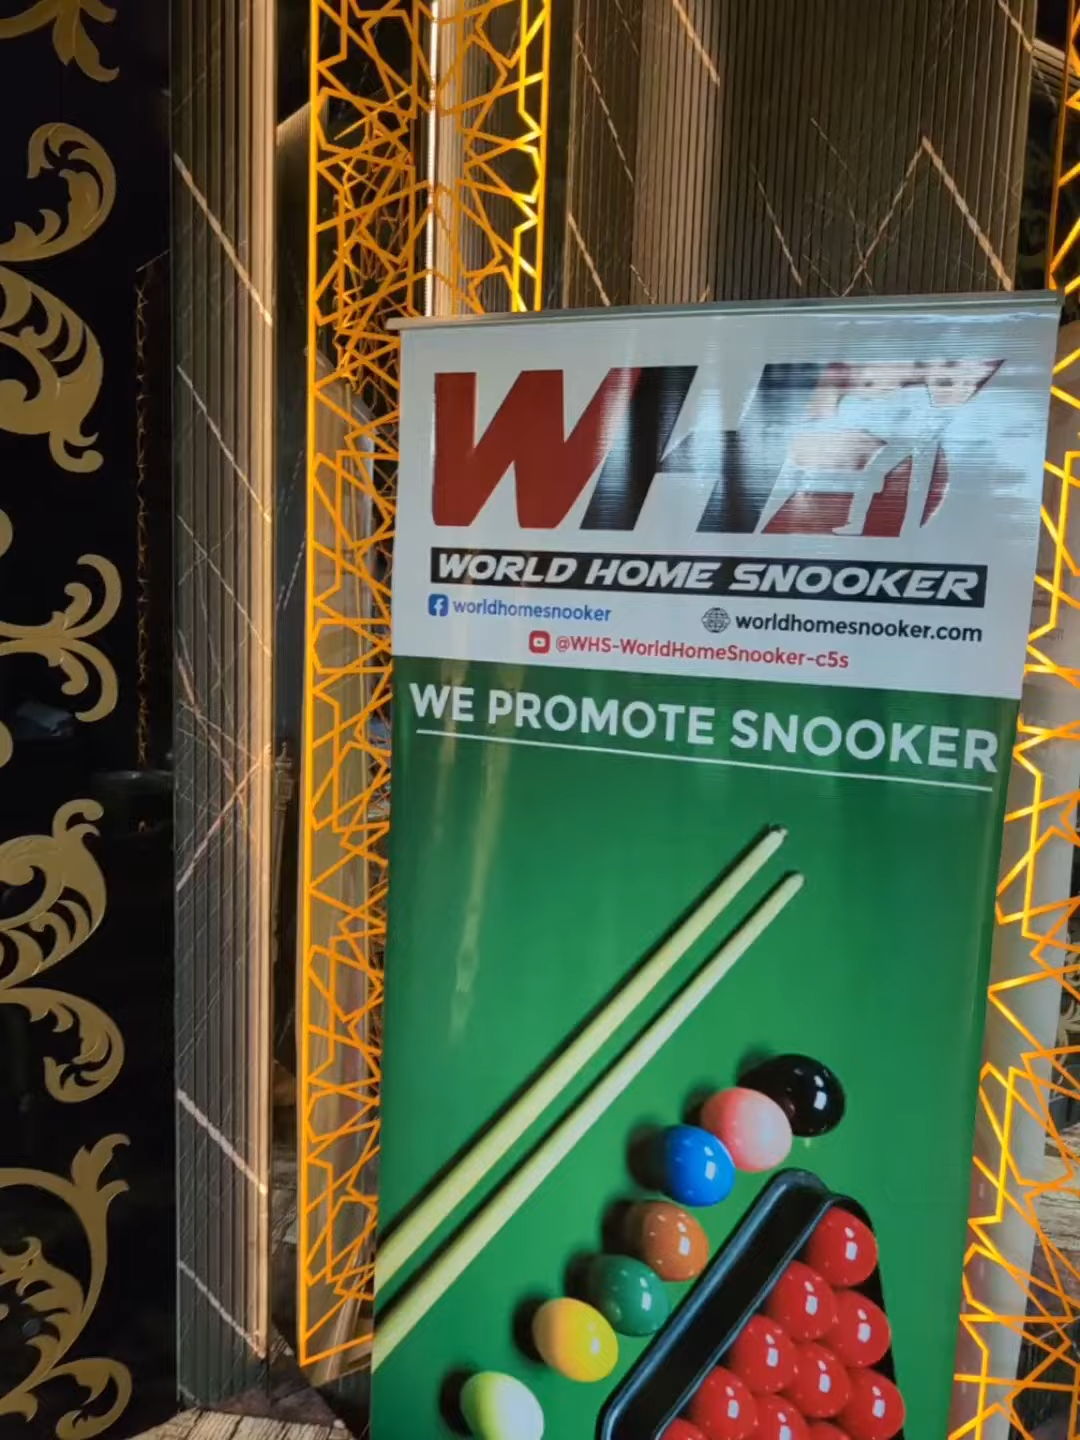 WHS
WORLD HOME SNOOKER
worldhomesnooker
worldhomesnooker.com
@WHS-WorldHomeSnooker-c5s
WE PROMOTE SNOOKER